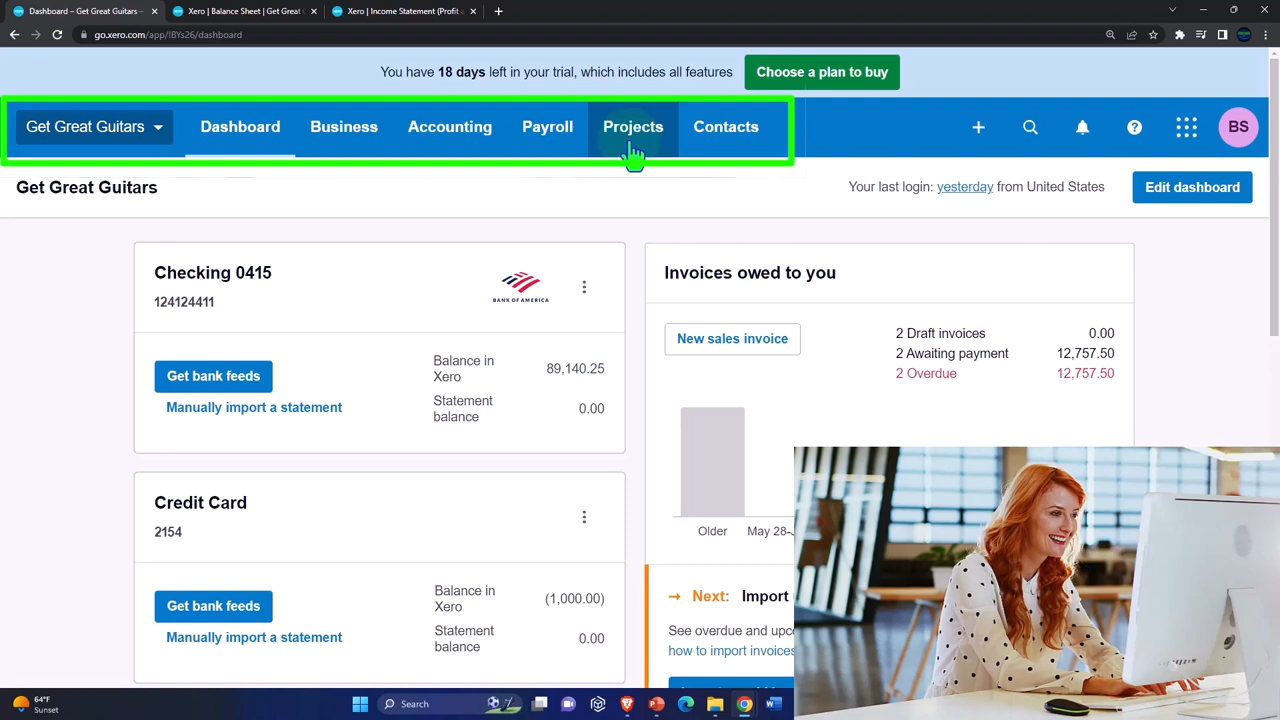 Dashboard – Get Great Guitars –
Xero | Balance Sheet | Get Great
Xero | Income Statement (Profit a
go.xero.com/app/!BYs26/dashboard
You have 18 days left in your trial, which includes all features
Choose a plan to buy
Get Great Guitars
Dashboard
Business
Accounting
Payroll
Projects
Contacts
BS
Get Great Guitars
Your last login: yesterday from United States
Edit dashboard
Checking 0415
124124411
BANK OF AMERICA
Get bank feeds
Manually import a statement
Balance in
Xero
89,140.25
Statement
balance
0.00
Credit Card
2154
Get bank feeds
Manually import a statement
Balance in
Xero
(1,000.00)
Statement
balance
0.00
Invoices owed to you
New sales invoice
2 Draft invoices 0.00
2 Awaiting payment 12,757.50
2 Overdue 12,757.50
Older
May 28-
→ Next: Import
See overdue and upco
how to import invoices
64°F
Sunset
Search